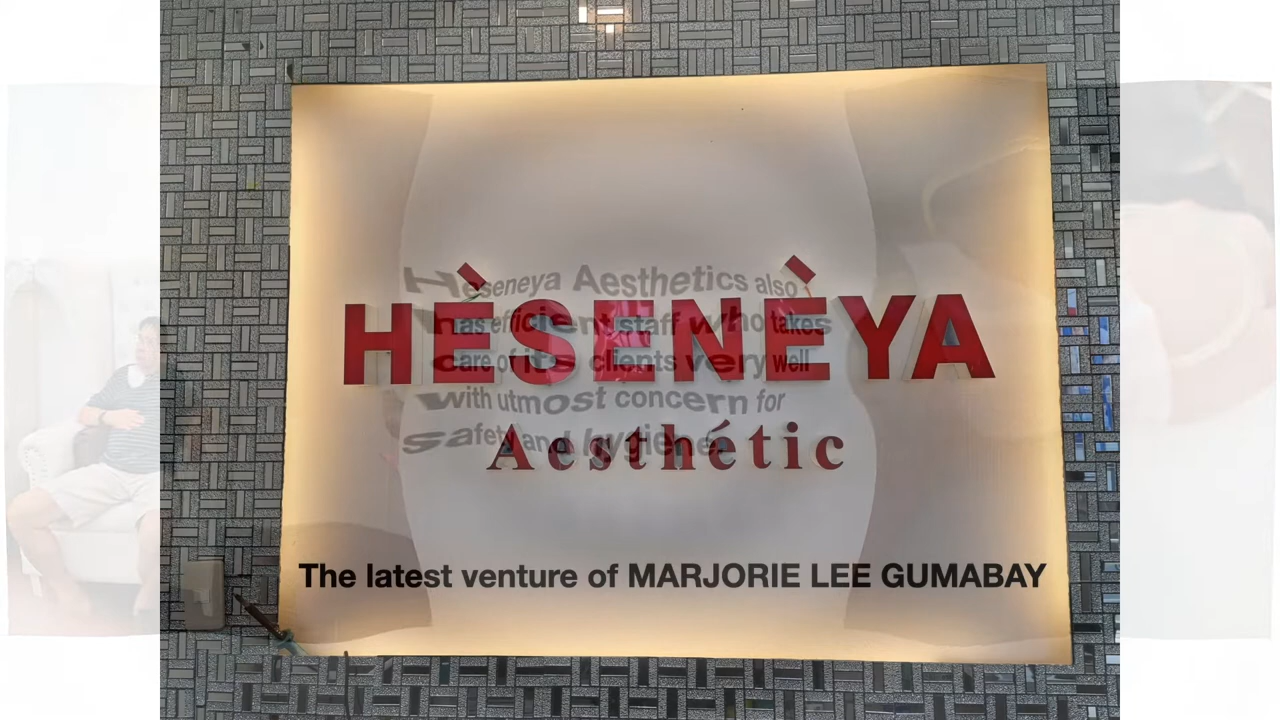 HÈSENÈYA
Aesthétic
Heseneya Aesthetics also
has efficient staff who takes
care of its clients very well
with utmost concern for
safety and hygiene
The latest venture of MARJORIE LEE GUMABAY